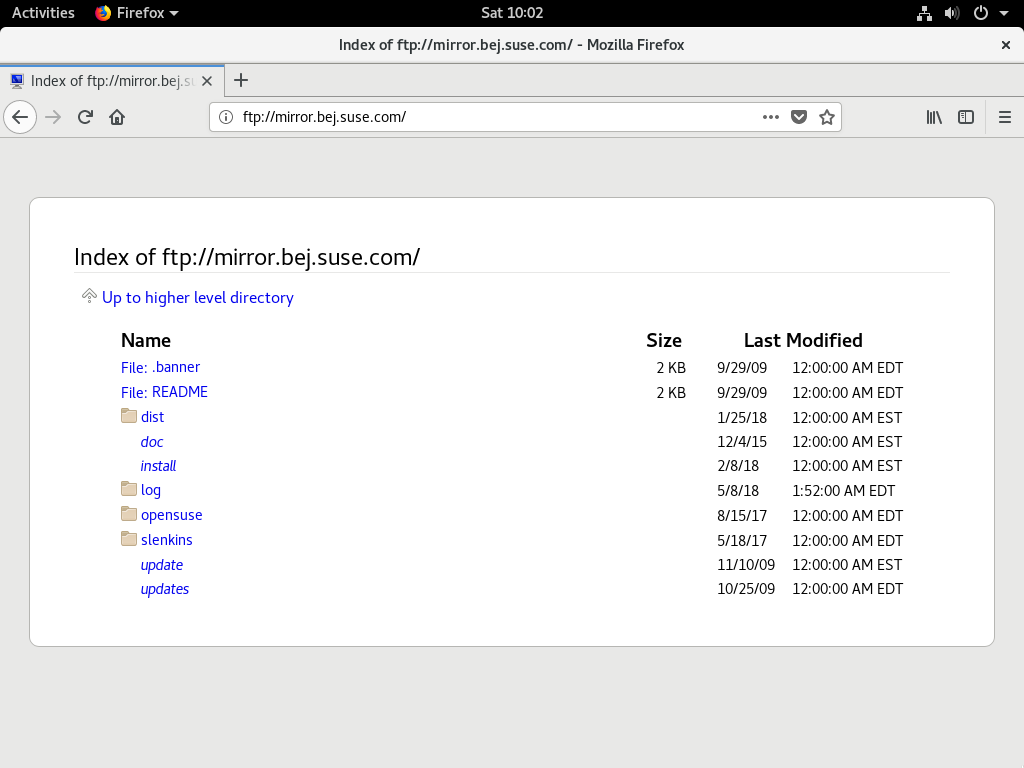 Activities Firefox Sat 10:02
Index of ftp://mirror.bej.suse.com/ - Mozilla Firefox
Index of ftp://mirror.bej.su
ftp://mirror.bej.suse.com/
Index of ftp://mirror.bej.suse.com/
Up to higher level directory
Name Size Last Modified
File: .banner 2 KB 9/29/09 12:00:00 AM EDT
File: README 2 KB 9/29/09 12:00:00 AM EDT
dist 1/25/18 12:00:00 AM EST
doc 12/4/15 12:00:00 AM EST
install 2/8/18 12:00:00 AM EST
log 5/8/18 1:52:00 AM EDT
opensuse 8/15/17 12:00:00 AM EDT
slenkins 5/18/17 12:00:00 AM EDT
update 11/10/09 12:00:00 AM EST
updates 10/25/09 12:00:00 AM EDT